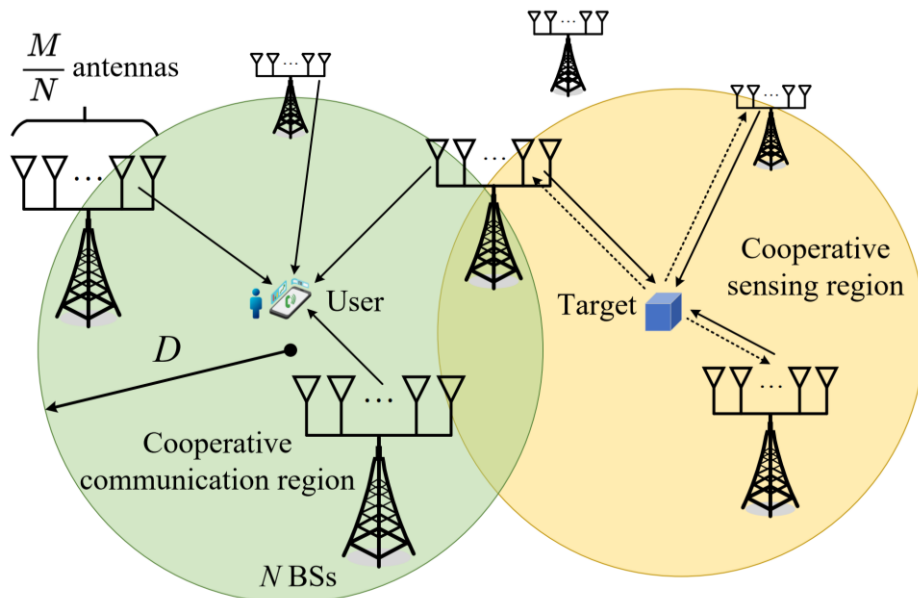 M
N
antennas
User
D
Cooperative
communication region
N BSs
Cooperative
sensing region
Target